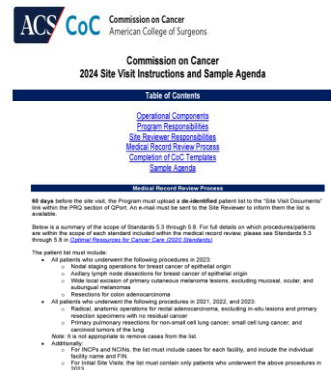 ACS CoC Commission on Cancer
American College of Surgeons
Commission on Cancer
2024 Site Visit Instructions and Sample Agenda
Table of Contents
Operational Components
Program Responsibilities
Site Reviewer Responsibilities
Medical Record Review Process
Completion of CoC Templates
Sample Agenda
Medical Record Review Process
60 days before the site visit, the Program must upload a de-identified patient list to the "Site Visit Documents"
link within the PRQ section of QPort. An e-mail must be sent to the Site Reviewer to inform them the list is
available.
Below is a summary of the scope of Standards 5.3 through 5.8. For full details on which procedures/patients
are within the scope of each standard included within the medical record review, please see Standards 5.3
through 5.8 in Optimal Resources for Cancer Care (2020 Standards).
The patient list must include:
• All patients who underwent the following procedures in 2023:
○ Nodal staging operations for breast cancer of epithelial origin
○ Axillary lymph node dissections for breast cancer of epithelial origin
○ Wide local excision of primary cutaneous melanoma lesions, excluding mucosal, ocular, and
subungual melanomas
○ Resections for colon adenocarcinoma
• All patients who underwent the following procedures in 2021, 2022, and 2023:
○ Radical, anatomic operations for rectal adenocarcinoma, excluding in-situ lesions and primary
resection specimens with no residual cancer
○ Primary pulmonary resections for non-small cell lung cancer, small cell lung cancer, and
carcinoid tumors of the lung
Note: It is not appropriate to remove cases from the list.
• Additionally:
○ For INCPs and NCINs, the list must include cases for each facility, and include the individual
facility name and FIN.
○ For Initial Site Visits: the list must contain only patients who underwent the above procedures in
2023